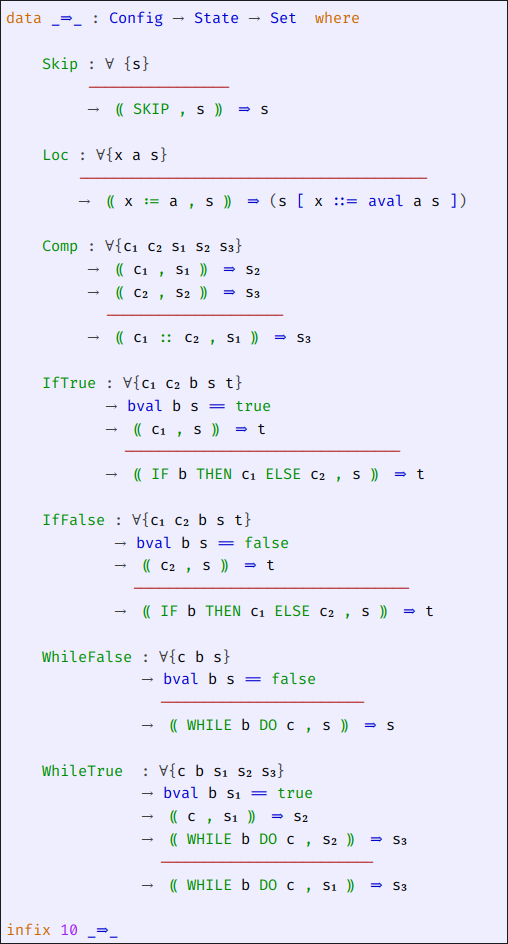 data _⇒_ : Config → State → Set where
Skip : ∀ {s}
────────────────
→ ⦅ SKIP , s ⦆ ⇒ s
Loc : ∀{x a s}
───────────────────────────────────────
→ ⦅ x := a , s ⦆ ⇒ (s [ x ::= aval a s ])
Comp : ∀{c₁ c₂ s₁ s₂ s₃}
→ ⦅ c₁ , s₁ ⦆ ⇒ s₂
→ ⦅ c₂ , s₂ ⦆ ⇒ s₃
────────────────────
→ ⦅ c₁ :: c₂ , s₁ ⦆ ⇒ s₃
IfTrue : ∀{c₁ c₂ b s t}
→ bval b s == true
→ ⦅ c₁ , s ⦆ ⇒ t
───────────────────────────────
→ ⦅ IF b THEN c₁ ELSE c₂ , s ⦆ ⇒ t
IfFalse : ∀{c₁ c₂ b s t}
→ bval b s == false
→ ⦅ c₂ , s ⦆ ⇒ t
───────────────────────────────
→ ⦅ IF b THEN c₁ ELSE c₂ , s ⦆ ⇒ t
WhileFalse : ∀{c b s}
→ bval b s == false
───────────────────────
→ ⦅ WHILE b DO c , s ⦆ ⇒ s
WhileTrue : ∀{c b s₁ s₂ s₃}
→ bval b s₁ == true
→ ⦅ c , s₁ ⦆ ⇒ s₂
→ ⦅ WHILE b DO c , s₂ ⦆ ⇒ s₃
────────────────────────
→ ⦅ WHILE b DO c , s₁ ⦆ ⇒ s₃
infix 10 _⇒_